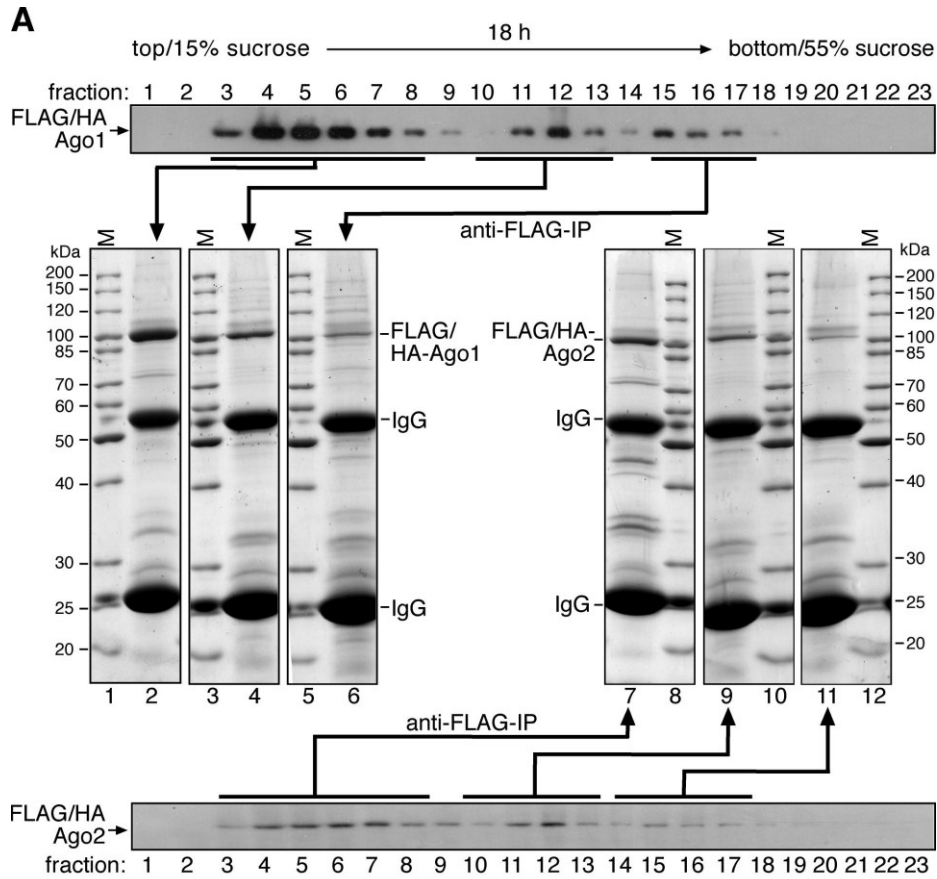 A
18 h
top/15% sucrose
bottom/55% sucrose
fraction: 1 2 3 4 5 6 7 8 9 10 11 12 13 14 15 16 17 18 19 20 21 22 23
FLAG/HA
Ago1
anti-FLAG-IP
kDa M M M M M M kDa
200
150
120
100
85
70
60
50
40
30
25
20
FLAG/
HA-Ago1
IgG
IgG
FLAG/HA-
Ago2
IgG
IgG
200
150
120
100
85
70
60
50
40
30
25
20
1 2 3 4 5 6 7 8 9 10 11 12
anti-FLAG-IP
FLAG/HA
Ago2
fraction: 1 2 3 4 5 6 7 8 9 10 11 12 13 14 15 16 17 18 19 20 21 22 23